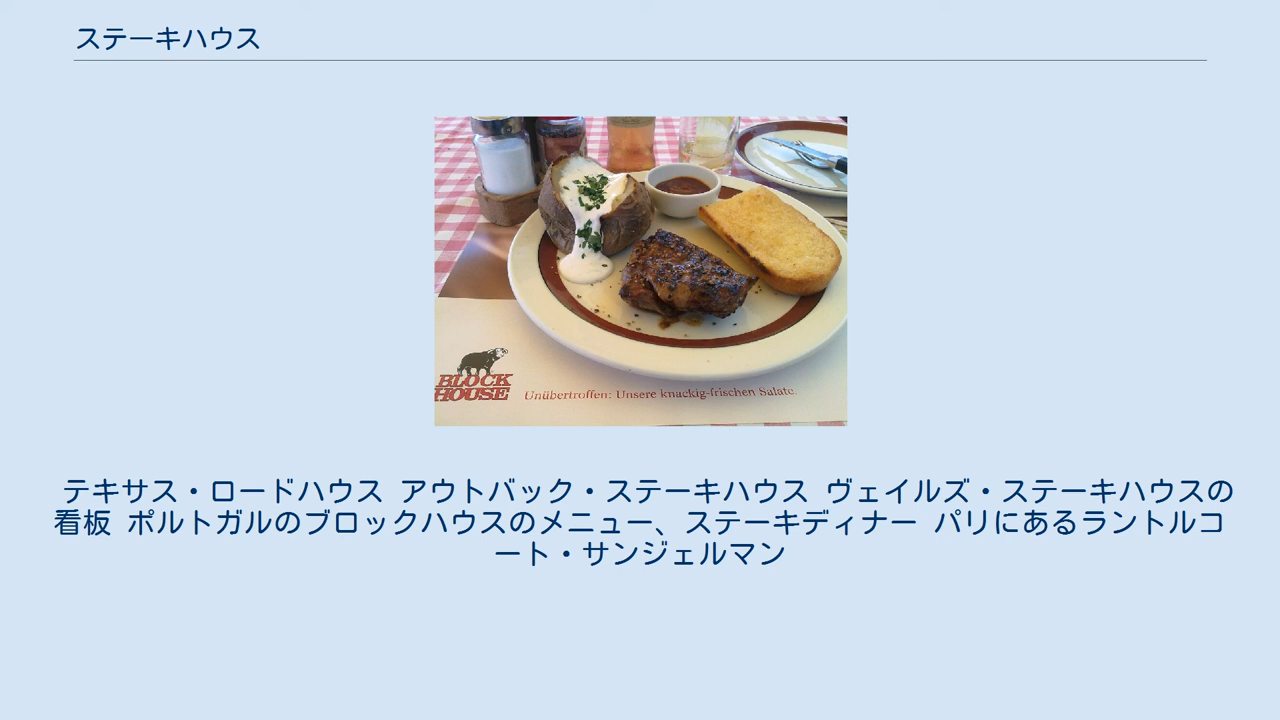 ステーキハウス
BLOCK
HOUSE
Unübertroffen: Unsere knackig-frischen Salate.
テキサス・ロードハウス アウトバック・ステーキハウス ヴェイルズ・ステーキハウスの
看板 ポルトガルのブロックハウスのメニュー、ステーキディナー パリにあるラントルコ
ート・サンジェルマン